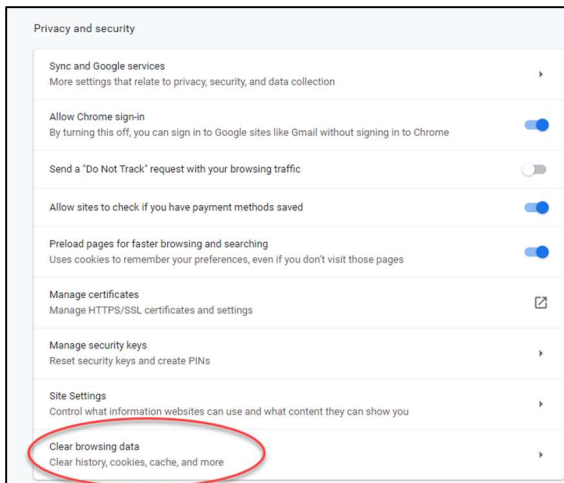 Privacy and security
Sync and Google services
More settings that relate to privacy, security, and data collection
Allow Chrome sign-in
By turning this off, you can sign in to Google sites like Gmail without signing in to Chrome
Send a "Do Not Track" request with your browsing traffic
Allow sites to check if you have payment methods saved
Preload pages for faster browsing and searching
Uses cookies to remember your preferences, even if you don't visit those pages
Manage certificates
Manage HTTPS/SSL certificates and settings
Manage security keys
Reset security keys and create PINs
Site Settings
Control what information websites can use and what content they can show you
Clear browsing data
Clear history, cookies, cache, and more